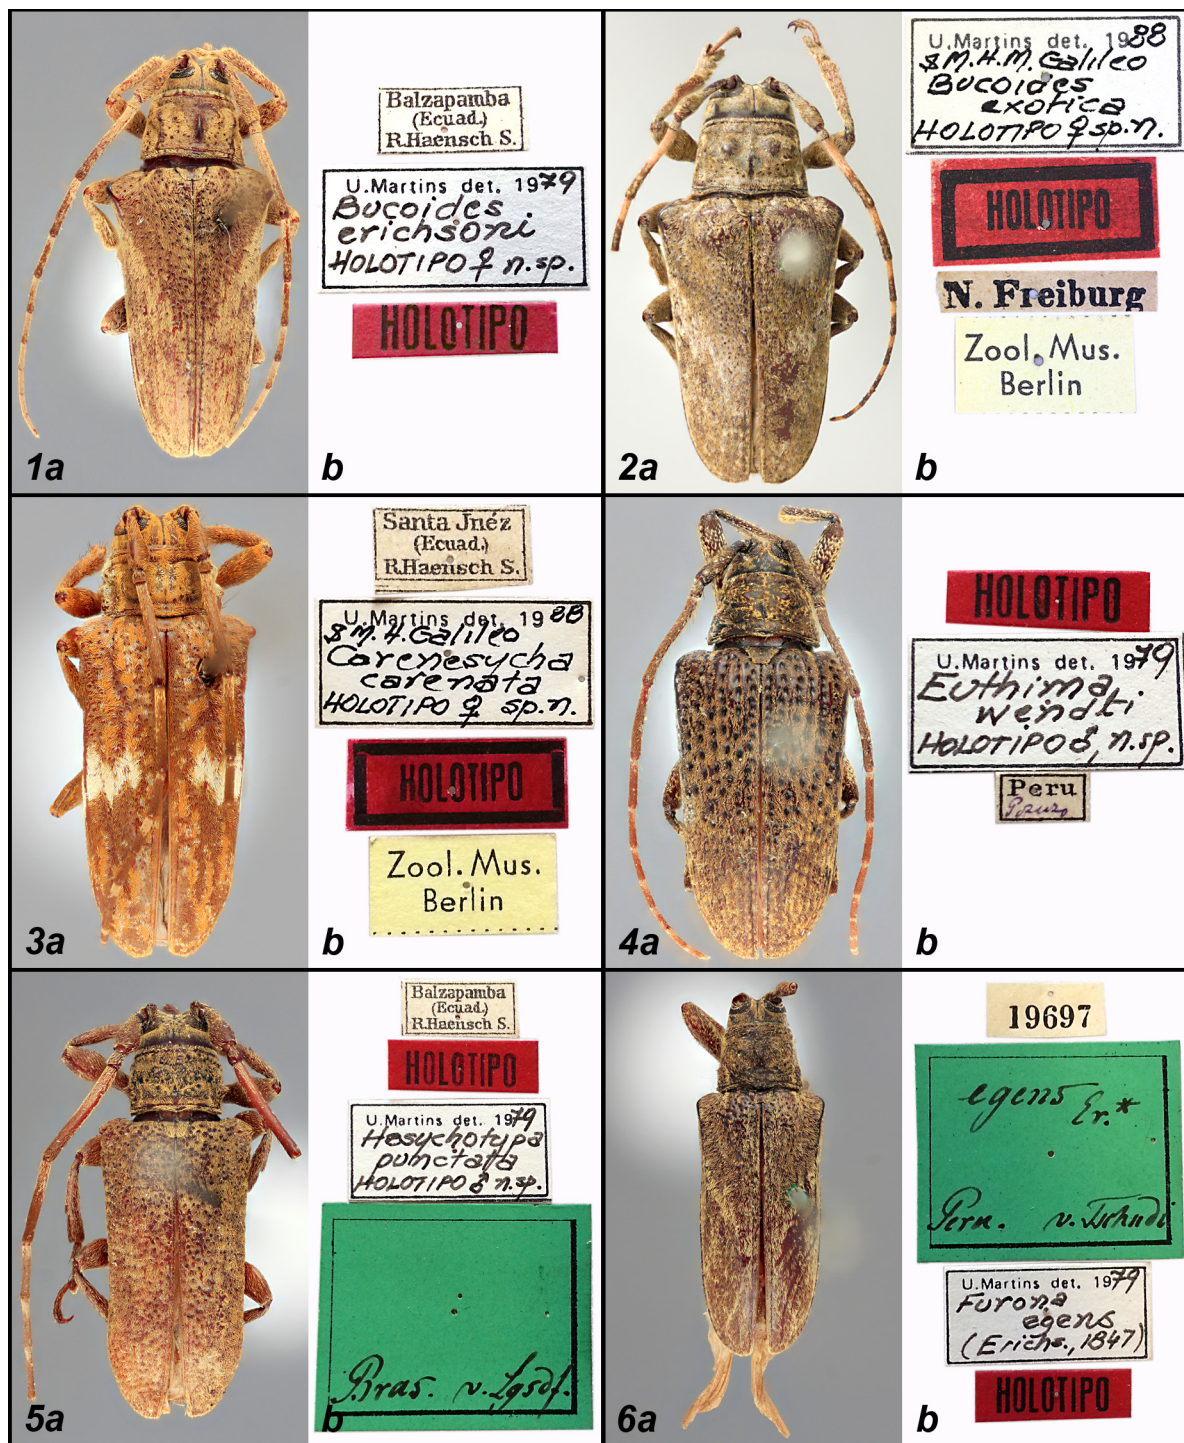 1a
Balzapamba
(Ecuad.)
R.Haensch S.
U.Martins det. 1979
Bucoides
erichsoni
HOLOTIPO ♀ n.sp.
HOLOTIPO
b
2a
U.Martins det. 1988
& M.H.M. Galileo
Bucoides
exotica
HOLOTIPO ♀ sp.n.
HOLOTIPO
N. Freiburg
Zool. Mus.
Berlin
b
3a
Santa Jnéz
(Ecuad.)
R.Haensch S.
U.Martins det. 1988
& M.H. Galileo
Carenesycha
carenata
HOLOTIPO ♀ sp.n.
HOLOTIPO
Zool. Mus.
Berlin
b
4a
HOLOTIPO
U.Martins det. 1979
Euthima
wendti
HOLOTIPO ♂, n.sp.
Peru
b
5a
Balzapamba
(Ecuad.)
R.Haensch S.
HOLOTIPO
U.Martins det. 1979
Hesychotypa
punctata
HOLOTIPO ♂ n.sp.
Bras. v. Lgsdf.
b
6a
19697
egens Er.*
Peru. v. Tschudi
U.Martins det. 1979
Furona
egens
(Erichs., 1847)
HOLOTIPO
b